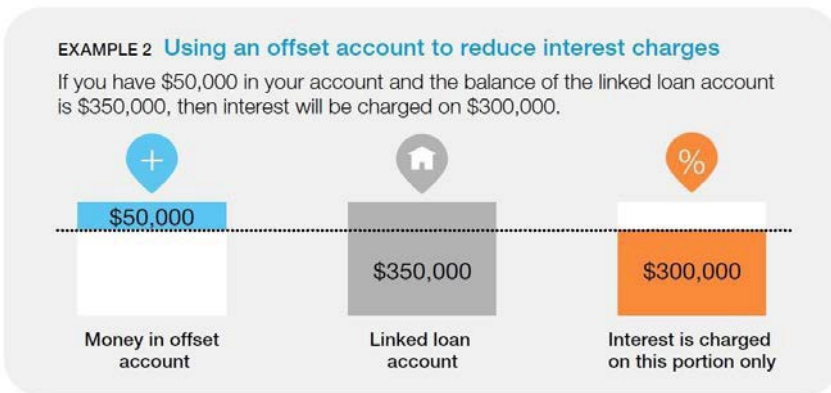 EXAMPLE 2 Using an offset account to reduce interest charges
If you have $50,000 in your account and the balance of the linked loan account
is $350,000, then interest will be charged on $300,000.
+
%
$50,000
$350,000
$300,000
Money in offset
account
Linked loan
account
Interest is charged
on this portion only